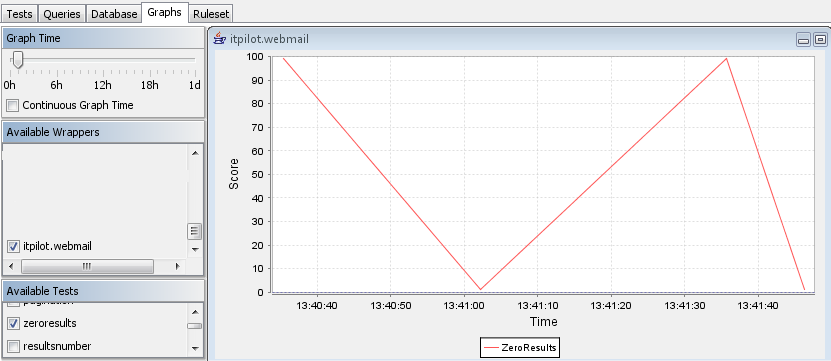 Tests Queries Database Graphs Ruleset
Graph Time
0h 6h 12h 18h 1d
Continuous Graph Time
Available Wrappers
itpilot.webmail
Available Tests
pagination
zeroresults
resultsnumber
itpilot.webmail
100
90
80
70
60
50
40
30
20
10
0
Score
13:40:40 13:40:50 13:41:00 13:41:10 13:41:20 13:41:30 13:41:40
Time
ZeroResults